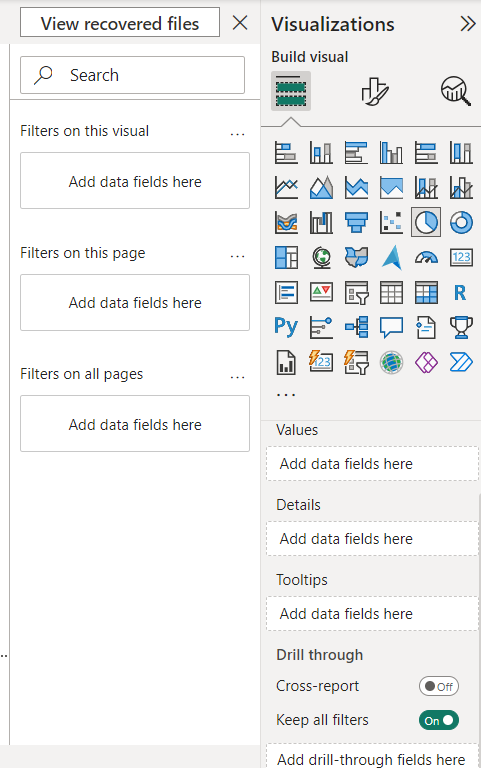 View recovered files
Search
Filters on this visual
...
Add data fields here
Filters on this page
...
Add data fields here
Filters on all pages
...
Add data fields here
..
Visualizations
Build visual
123
R
Py
123
...
Values
Add data fields here
Details
Add data fields here
Tooltips
Add data fields here
Drill through
Cross-report
Off
Keep all filters
On
Add drill-through fields here